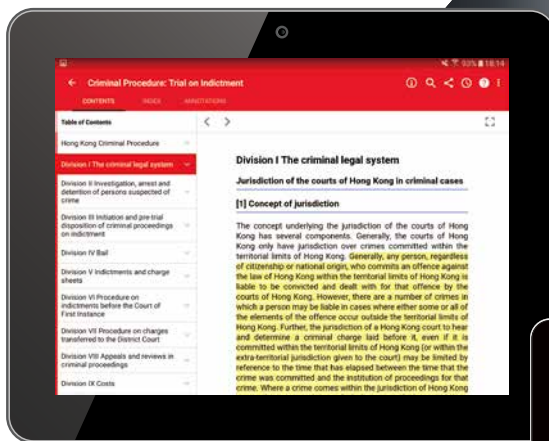 93% 18:14
Criminal Procedure: Trial on Indictment
CONTENTS INDEX ANNOTATIONS
Table of Contents
Hong Kong Criminal Procedure
Division I The criminal legal system
Division II Investigation, arrest and
detention of persons suspected of
crime
Division III Initiation and pre-trial
disposition of criminal proceedings
on indictment
Division IV Bail
Division V Indictments and charge
sheets
Division VI Procedure on
indictments before the Court of
First Instance
Division VII Procedure on charges
transferred to the District Court
Division VIII Appeals and reviews in
criminal proceedings
Division IX Costs
Division I The criminal legal system
Jurisdiction of the courts of Hong Kong in criminal cases
[1] Concept of jurisdiction
The concept underlying the jurisdiction of the courts of Hong
Kong has several components. Generally, the courts of Hong
Kong only have jurisdiction over crimes committed within the
territorial limits of Hong Kong. Generally, any person, regardless
of citizenship or national origin, who commits an offence against
the law of Hong Kong within the territorial limits of Hong Kong is
liable to be convicted and dealt with for that offence by the
courts of Hong Kong. However, there are a number of crimes in
which a person may be liable in cases where either some or all of
the elements of the offence occur outside the territorial limits of
Hong Kong. Further, the jurisdiction of a Hong Kong court to hear
and determine a criminal charge laid before it, even if it is
committed within the territorial limits of Hong Kong (or within the
extra-territorial jurisdiction given to the court) may be limited by
reference to the time that has elapsed between the time that the
crime was committed and the institution of proceedings for that
crime. Where a crime comes within the jurisdiction of Hong Kong